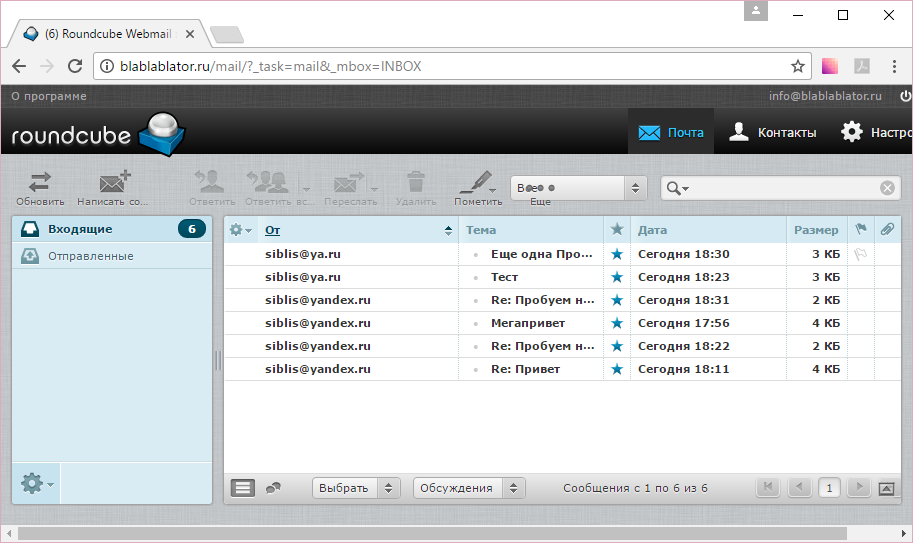 (6) Roundcube Webmail
blablablator.ru/mail/?_task=mail&_mbox=INBOX
О программе info@blablablator.ru
roundcube Почта Контакты Настро
Обновить Написать со... Ответить Ответить вс... Переслать Удалить Пометить Еще
Входящие 6
Отправленные
От Тема Дата Размер
siblis@ya.ru Еще одна Про... Сегодня 18:30 3 КБ
siblis@ya.ru Тест Сегодня 18:23 3 КБ
siblis@yandex.ru Re: Пробуем н... Сегодня 18:31 2 КБ
siblis@yandex.ru Мегапривет Сегодня 17:56 4 КБ
siblis@yandex.ru Re: Пробуем н... Сегодня 18:22 2 КБ
siblis@yandex.ru Re: Привет Сегодня 18:11 4 КБ
Выбрать Обсуждения Сообщения с 1 по 6 из 6 1